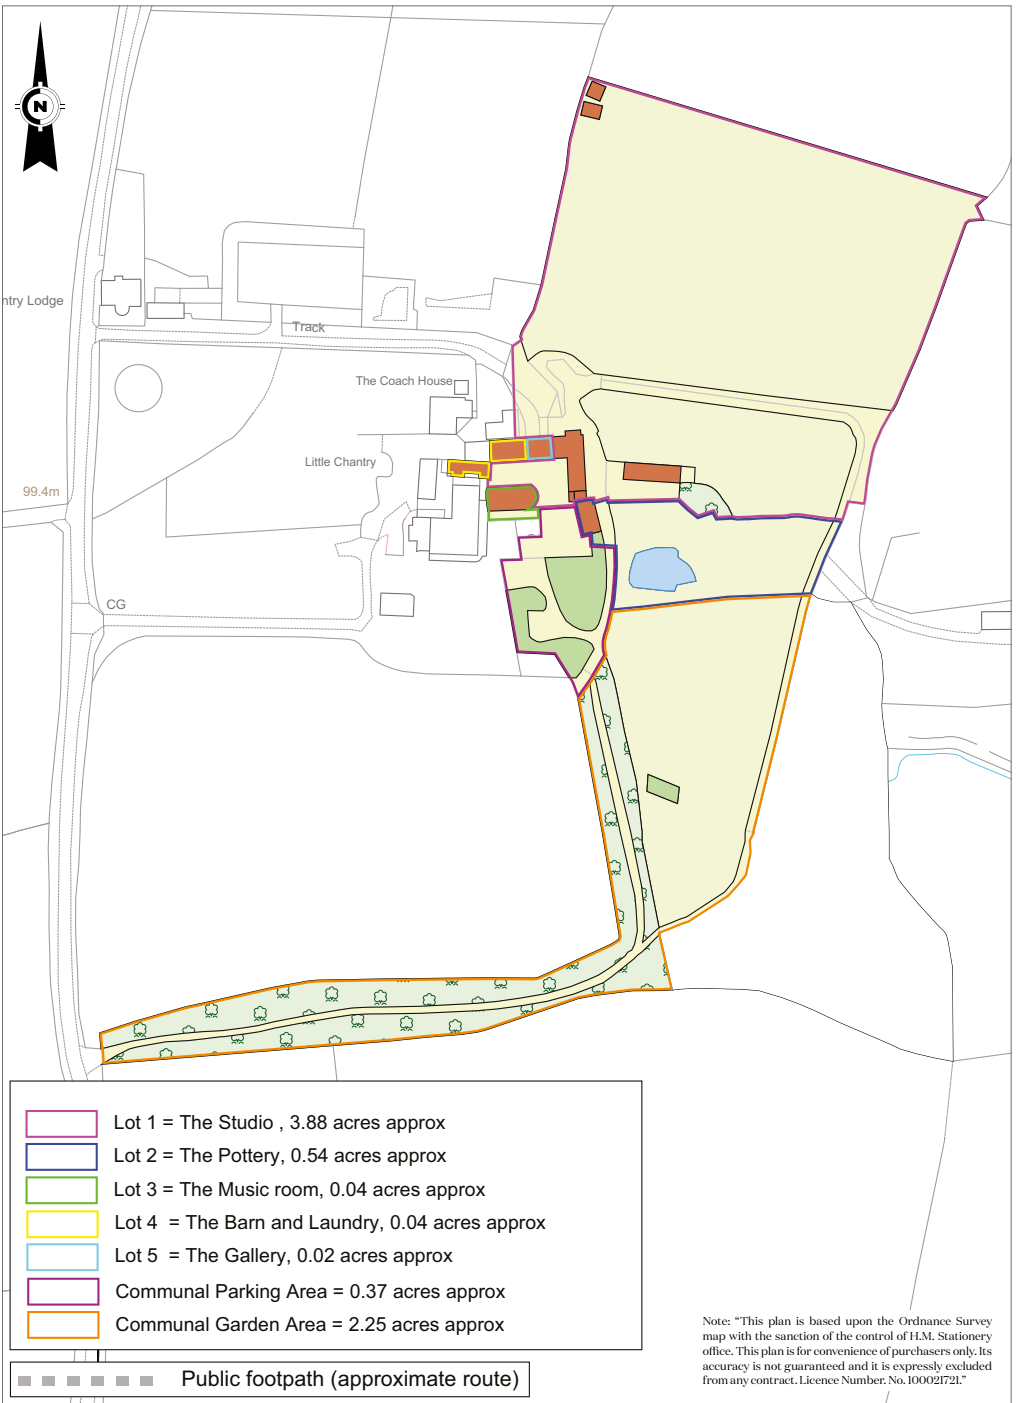 N
ntry Lodge
Track
The Coach House
Little Chantry
99.4m
CG
Lot 1 = The Studio , 3.88 acres approx
Lot 2 = The Pottery, 0.54 acres approx
Lot 3 = The Music room, 0.04 acres approx
Lot 4 = The Barn and Laundry, 0.04 acres approx
Lot 5 = The Gallery, 0.02 acres approx
Communal Parking Area = 0.37 acres approx
Communal Garden Area = 2.25 acres approx
Public footpath (approximate route)
Note: “This plan is based upon the Ordnance Survey
map with the sanction of the control of H.M. Stationery
office. This plan is for convenience of purchasers only. Its
accuracy is not guaranteed and it is expressly excluded
from any contract. Licence Number. No. 100021721.”